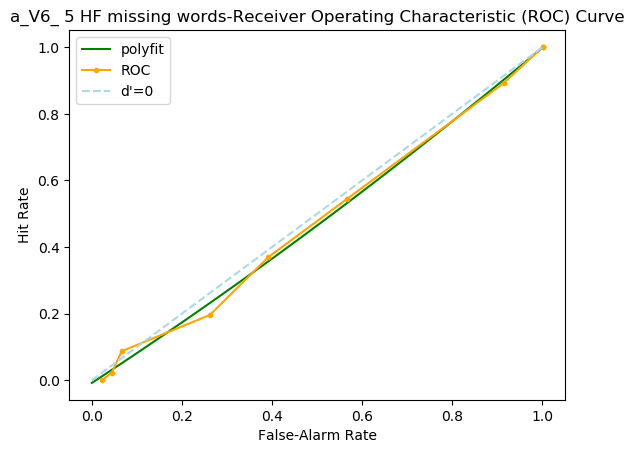 a_V6_ 5 HF missing words-Receiver Operating Characteristic (ROC) Curve
polyfit
ROC
d'=0
1.0
0.8
0.6
0.4
0.2
0.0
Hit Rate
0.0 0.2 0.4 0.6 0.8 1.0
False-Alarm Rate